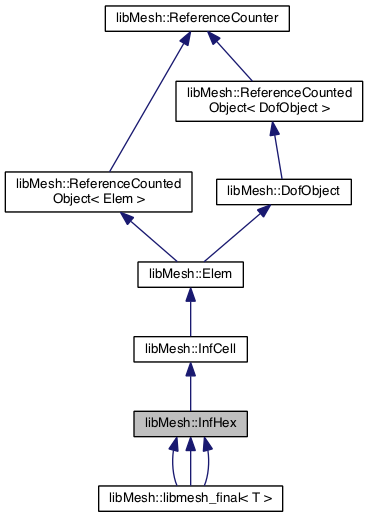 libMesh::ReferenceCounter
libMesh::ReferenceCounted
Object< DofObject >
libMesh::ReferenceCounted
Object< Elem >
libMesh::DofObject
libMesh::Elem
libMesh::InfCell
libMesh::InfHex
libMesh::libmesh_final< T >